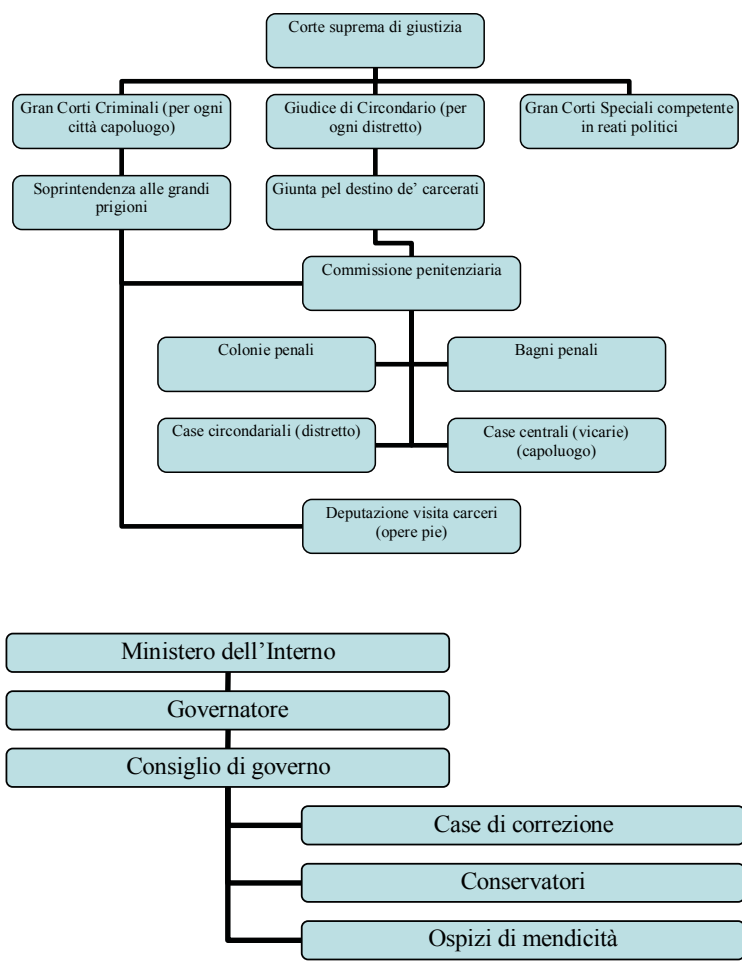 Corte suprema di giustizia
Gran Corti Criminali (per ogni
città capoluogo)
Giudice di Circondario (per
ogni distretto)
Gran Corti Speciali competente
in reati politici
Soprintendenza alle grandi
prigioni
Giunta pel destino de’ carcerati
Commissione penitenziaria
Colonie penali
Bagni penali
Case circondariali (distretto)
Case centrali (vicarie)
(capoluogo)
Deputazione visita carceri
(opere pie)
Ministero dell’Interno
Governatore
Consiglio di governo
Case di correzione
Conservatori
Ospizi di mendicità